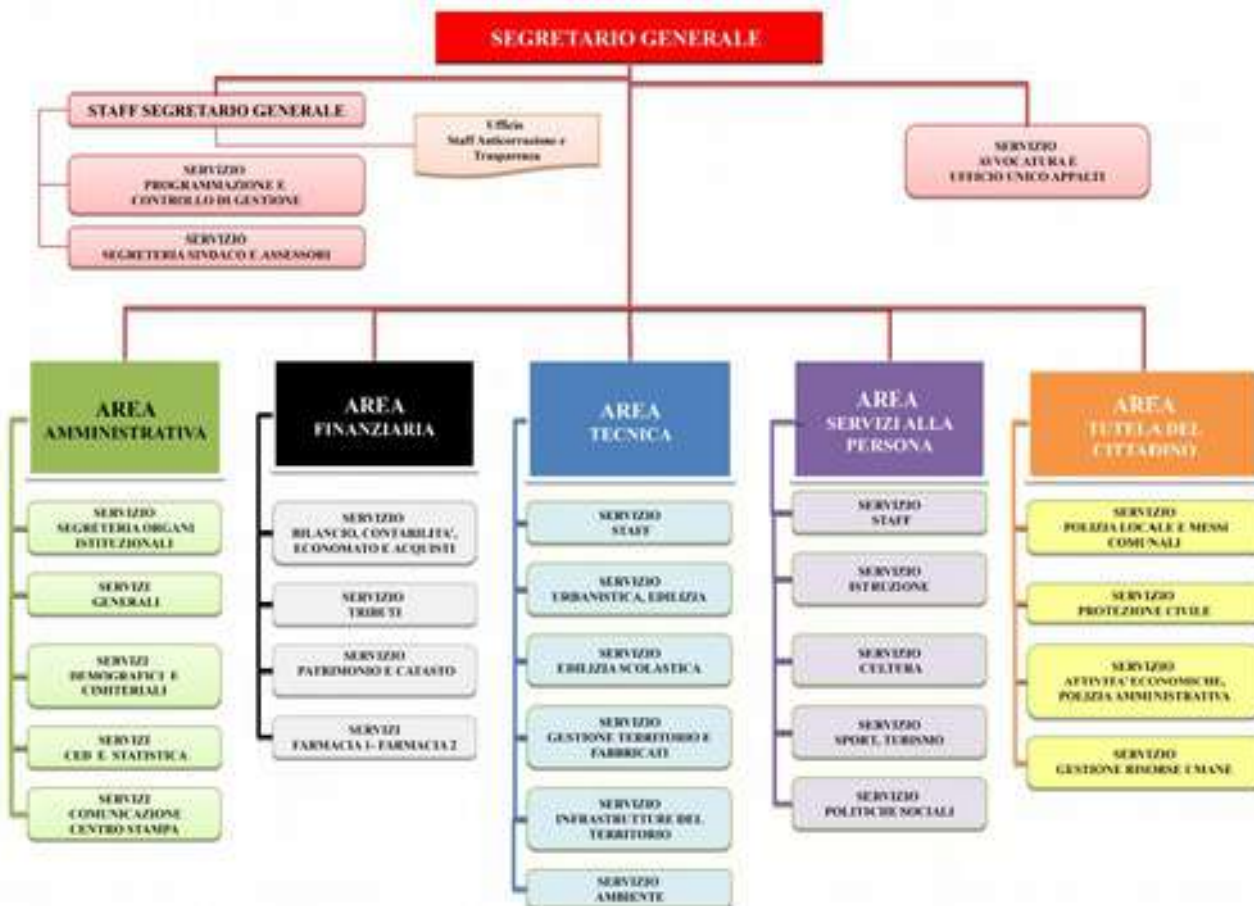 SEGRETARIO GENERALE
STAFF SEGRETARIO GENERALE
Ufficio
Staff Anticorruzione e
Trasparenza
SERVIZIO
AVVOCATURA E
UFFICIO UNICO APPALTI
SERVIZIO
PROGRAMMAZIONE E
CONTROLLO DI GESTIONE
SERVIZIO
SEGRETERIA SINDACO E ASSESSORI
AREA
AMMINISTRATIVA
SERVIZIO
SEGRETERIA ORGANI
ISTITUZIONALI
SERVIZI
GENERALI
SERVIZI
DEMOGRAFICI E
CIMITERIALI
SERVIZI
CED E STATISTICA
SERVIZI
COMUNICAZIONE
CENTRO STAMPA
AREA
FINANZIARIA
SERVIZIO
BILANCIO, CONTABILITA',
ECONOMATO E ACQUISTI
SERVIZIO
TRIBUTI
SERVIZIO
PATRIMONIO E CATASTO
SERVIZI
FARMACIA 1- FARMACIA 2
AREA
TECNICA
SERVIZIO
STAFF
SERVIZIO
URBANISTICA, EDILIZIA
SERVIZIO
EDILIZIA SCOLASTICA
SERVIZIO
GESTIONE TERRITORIO E
FABBRICATI
SERVIZIO
INFRASTRUTTURE DEL
TERRITORIO
SERVIZIO
AMBIENTE
AREA
SERVIZI ALLA
PERSONA
SERVIZIO
STAFF
SERVIZIO
ISTRUZIONE
SERVIZIO
CULTURA
SERVIZIO
SPORT, TURISMO
SERVIZIO
POLITICHE SOCIALI
AREA
TUTELA DEL
CITTADINO
SERVIZIO
POLIZIA LOCALE E MESSI
COMUNALI
SERVIZIO
PROTEZIONE CIVILE
SERVIZIO
ATTIVITA' ECONOMICHE,
POLIZIA AMMINISTRATIVA
SERVIZIO
GESTIONE RISORSE UMANE